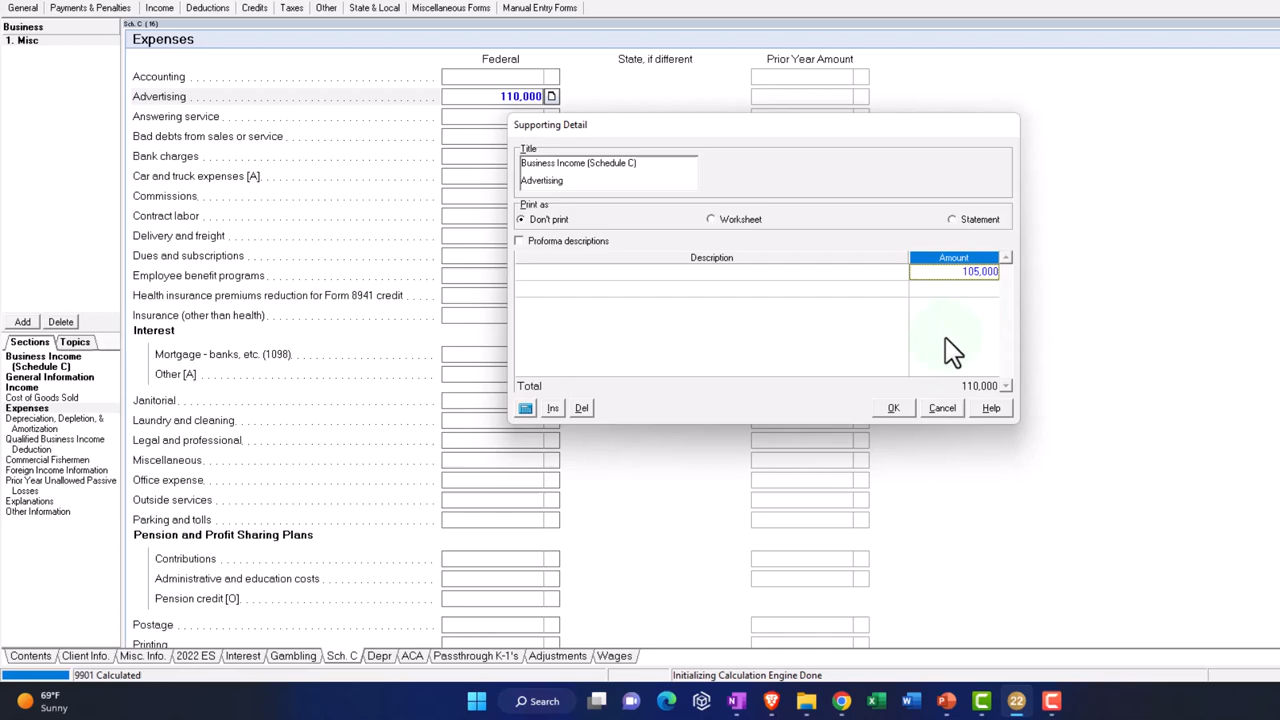 General Payments & Penalties Income Deductions Credits Taxes Other State & Local Miscellaneous Forms Manual Entry Forms
Business
1. Misc
Add Delete
Sections Topics
Business Income
(Schedule C)
General Information
Income
Cost of Goods Sold
Expenses
Depreciation, Depletion, &
Amortization
Qualified Business Income
Deduction
Commercial Fishermen
Foreign Income Information
Prior Year Unallowed Passive
Losses
Explanations
Other Information
Sch. C (16)
Expenses
Federal State, if different Prior Year Amount
Accounting
Advertising 110,000
Answering service
Bad debts from sales or service
Bank charges
Car and truck expenses [A]
Commissions
Contract labor
Delivery and freight
Dues and subscriptions
Employee benefit programs
Health insurance premiums reduction for Form 8941 credit
Insurance (other than health)
Interest
Mortgage - banks, etc. (1098)
Other [A]
Janitorial
Laundry and cleaning
Legal and professional
Miscellaneous
Office expense
Outside services
Parking and tolls
Pension and Profit Sharing Plans
Contributions
Administrative and education costs
Pension credit [O]
Postage
Printing
Supporting Detail
Title
Business Income (Schedule C)
Advertising
Print as
Don't print Worksheet Statement
Proforma descriptions
Description Amount
105,000
Total 110,000
Ins Del OK Cancel Help
Contents Client Info. Misc. Info. 2022 ES Interest Gambling Sch. C Depr ACA Passthrough K-1's Adjustments Wages
9901 Calculated Initializing Calculation Engine Done
69°F
Sunny
Search
22